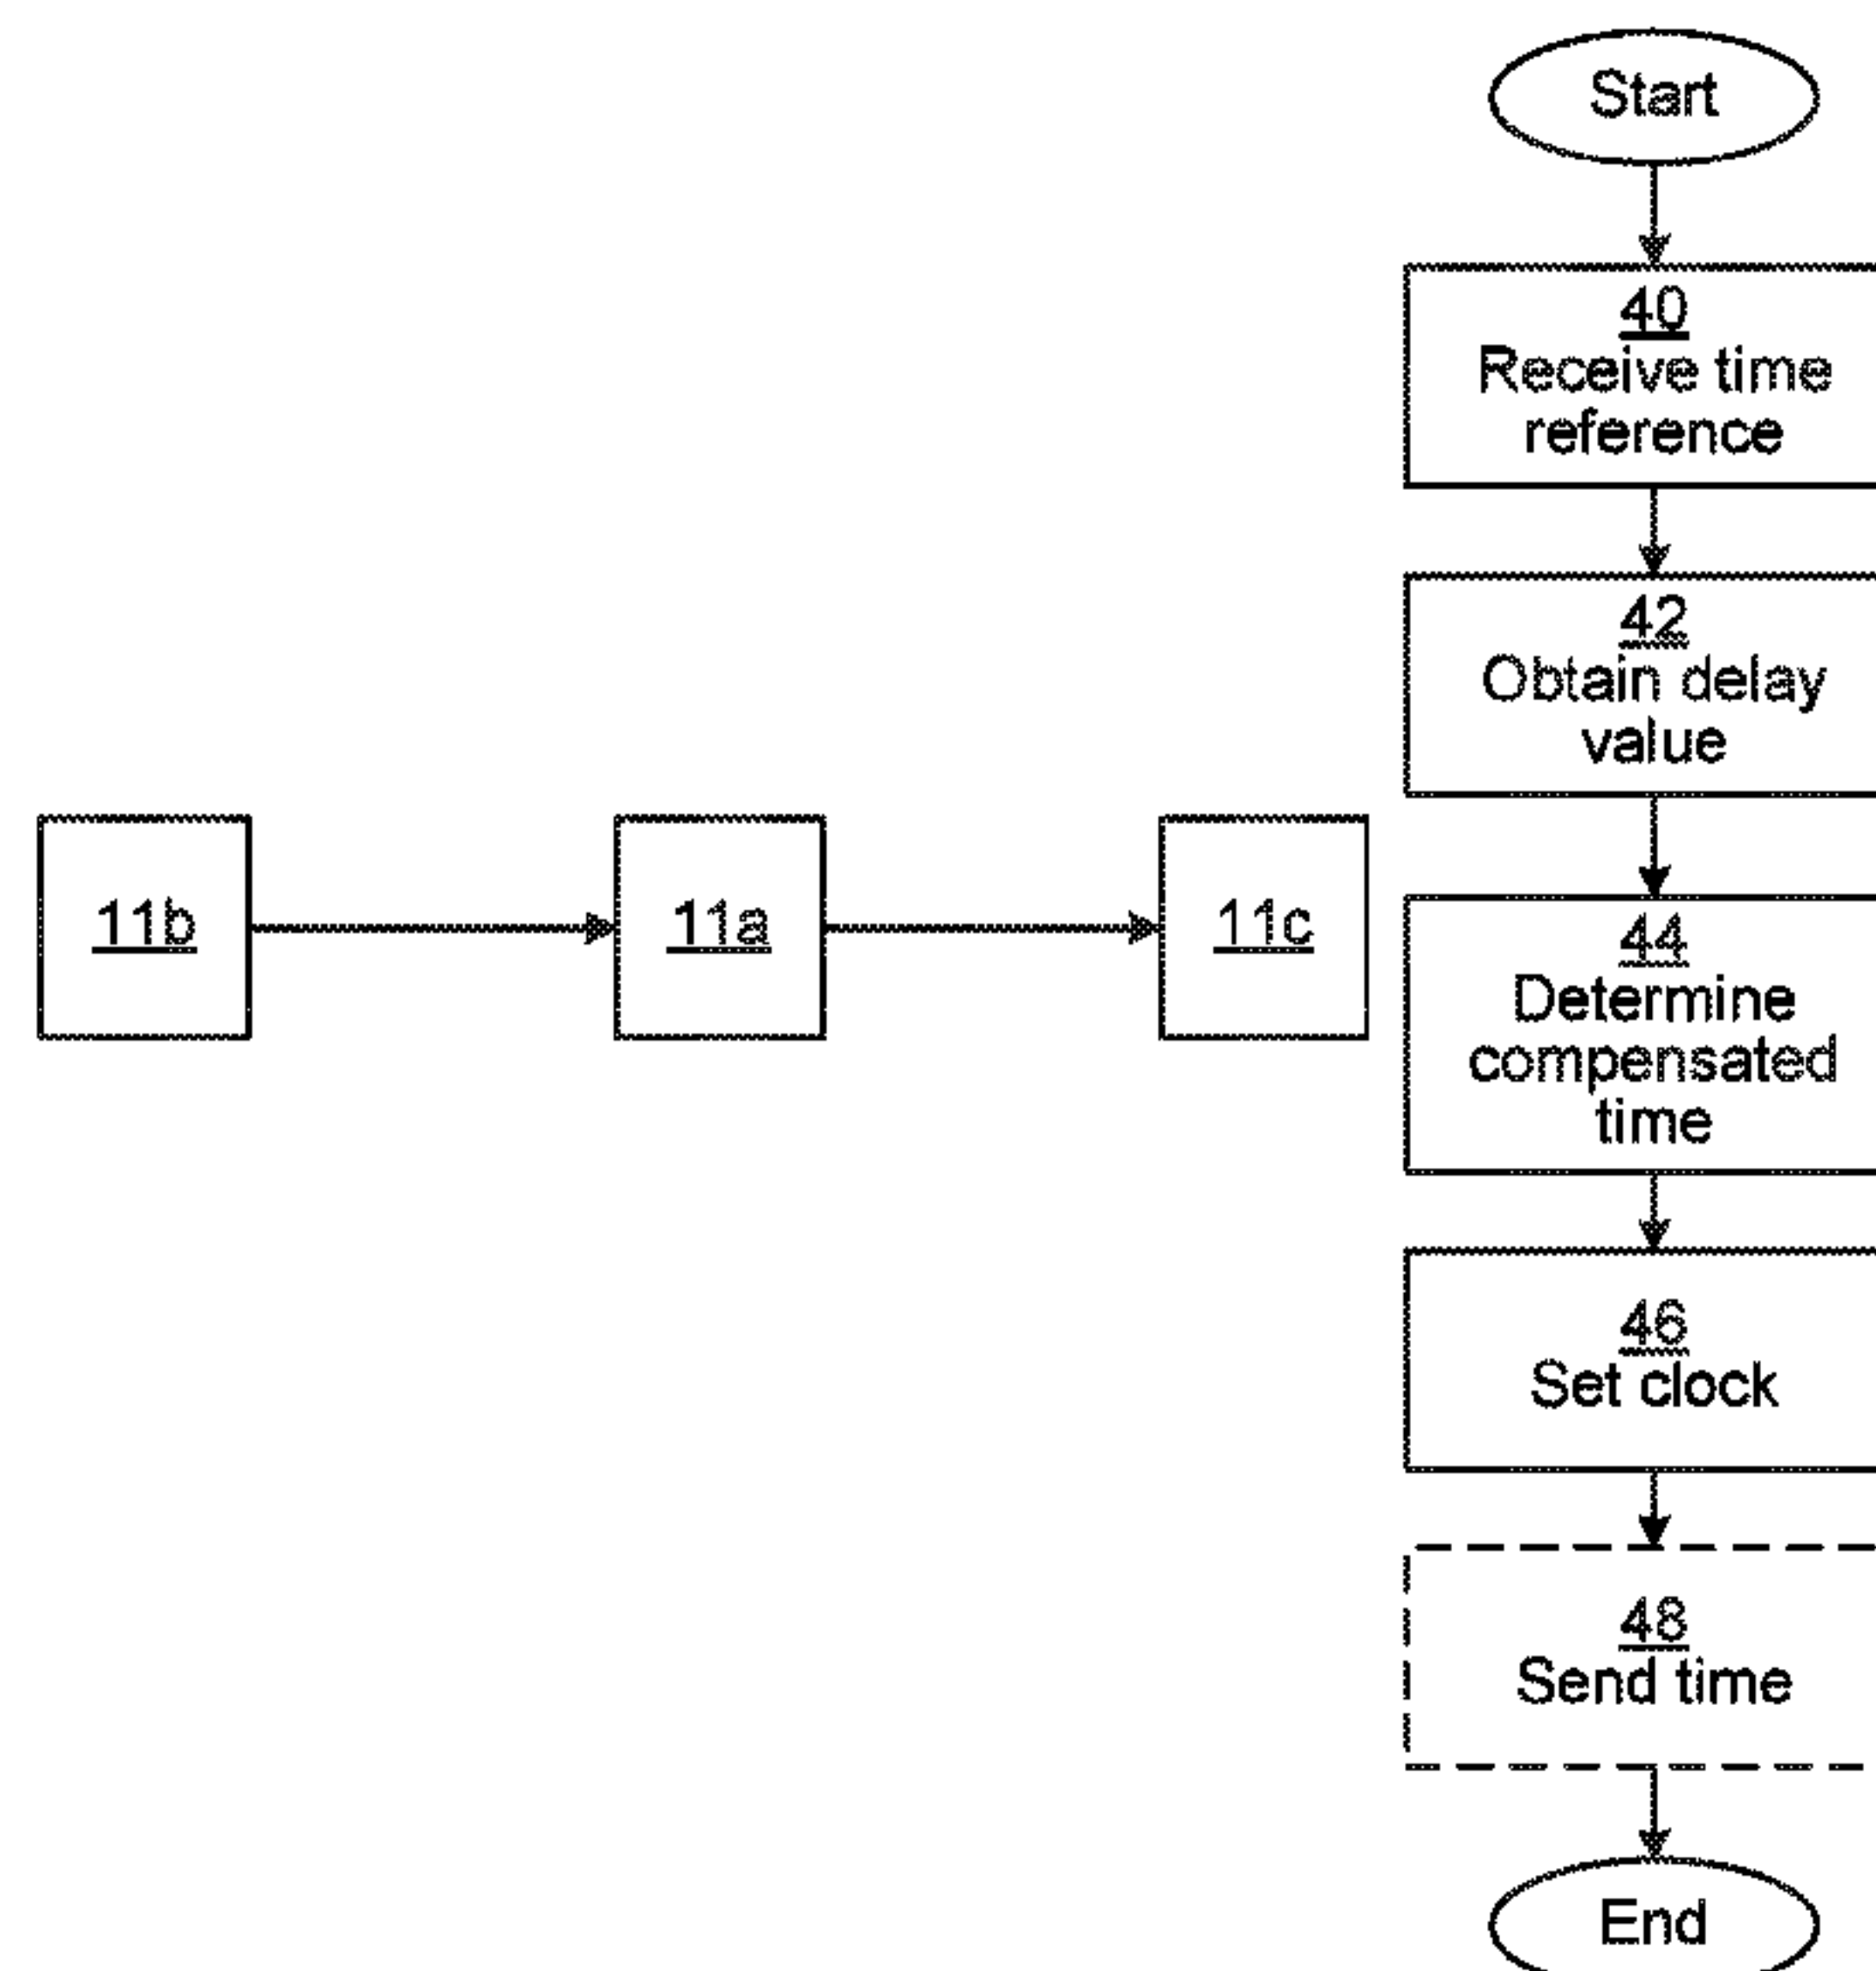 Start
40
Receive time
reference
42
Obtain delay
value
11b
11a
11c
44
Determine
compensated
time
46
Set clock
48
Send time
End